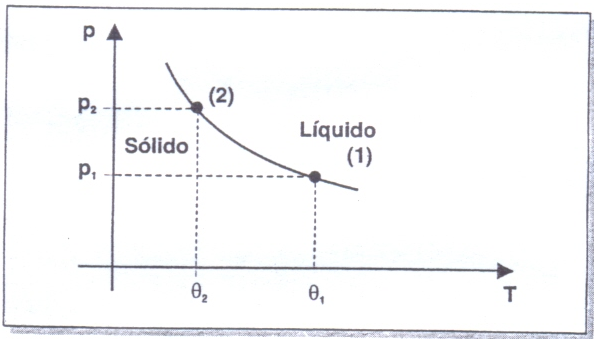 p
(2)
p₂
Líquido
Sólido
(1)
p₁
θ₂
θ₁
T